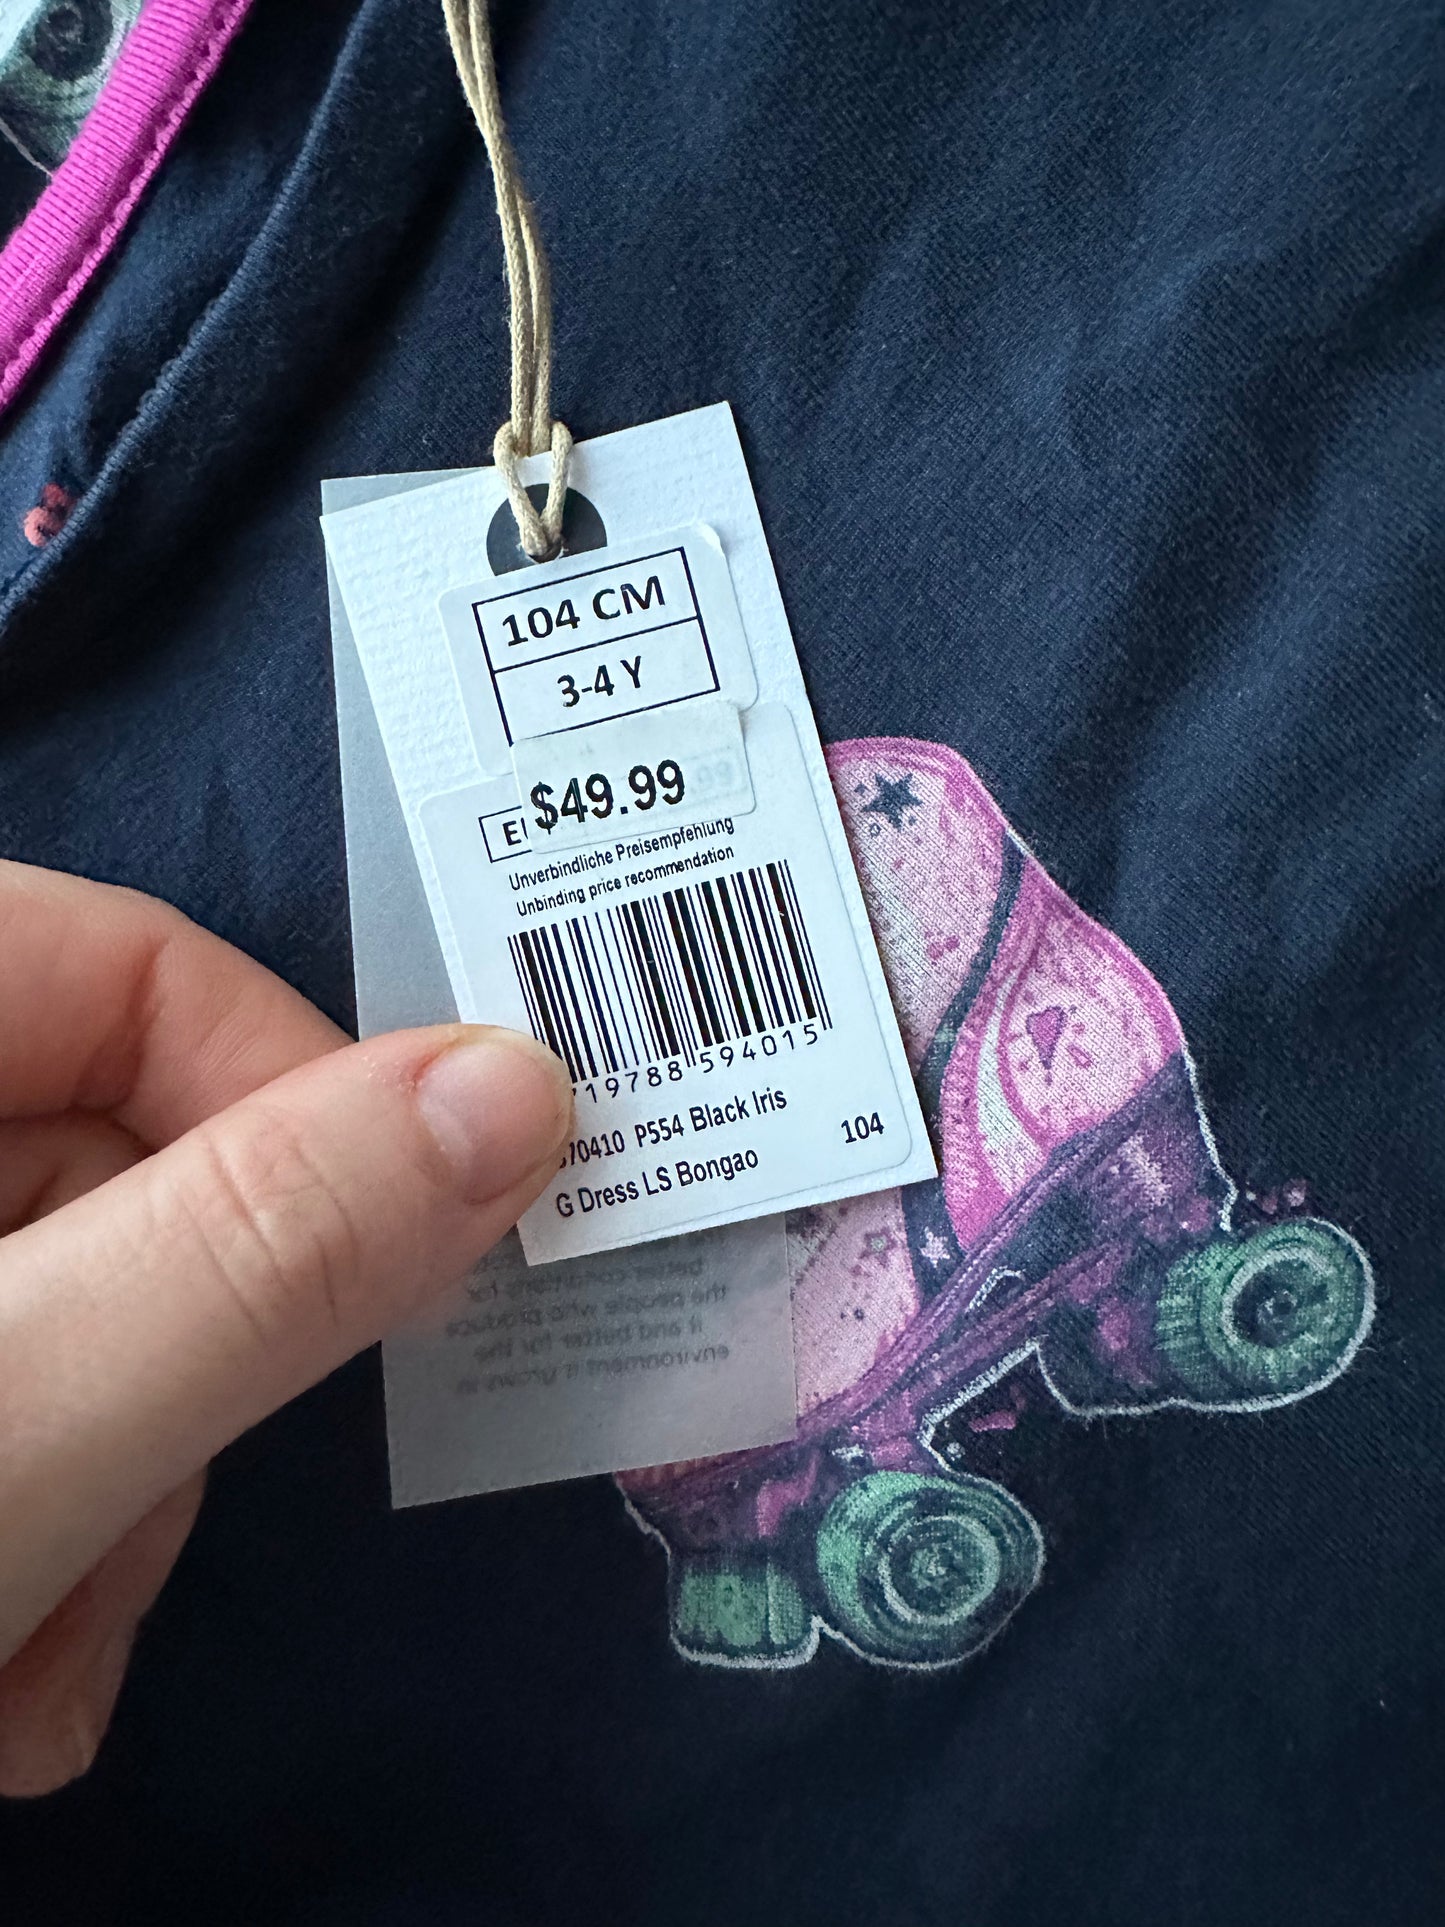 104 CM
3-4 Y
$49.99
Unverbindliche Preisempfehlung
Unbinding price recommendation
719788 594015
70410 P554 Black Iris
104
G Dress LS Bongao
better conditions for
the people who produce
it and better for the
environment it grows in